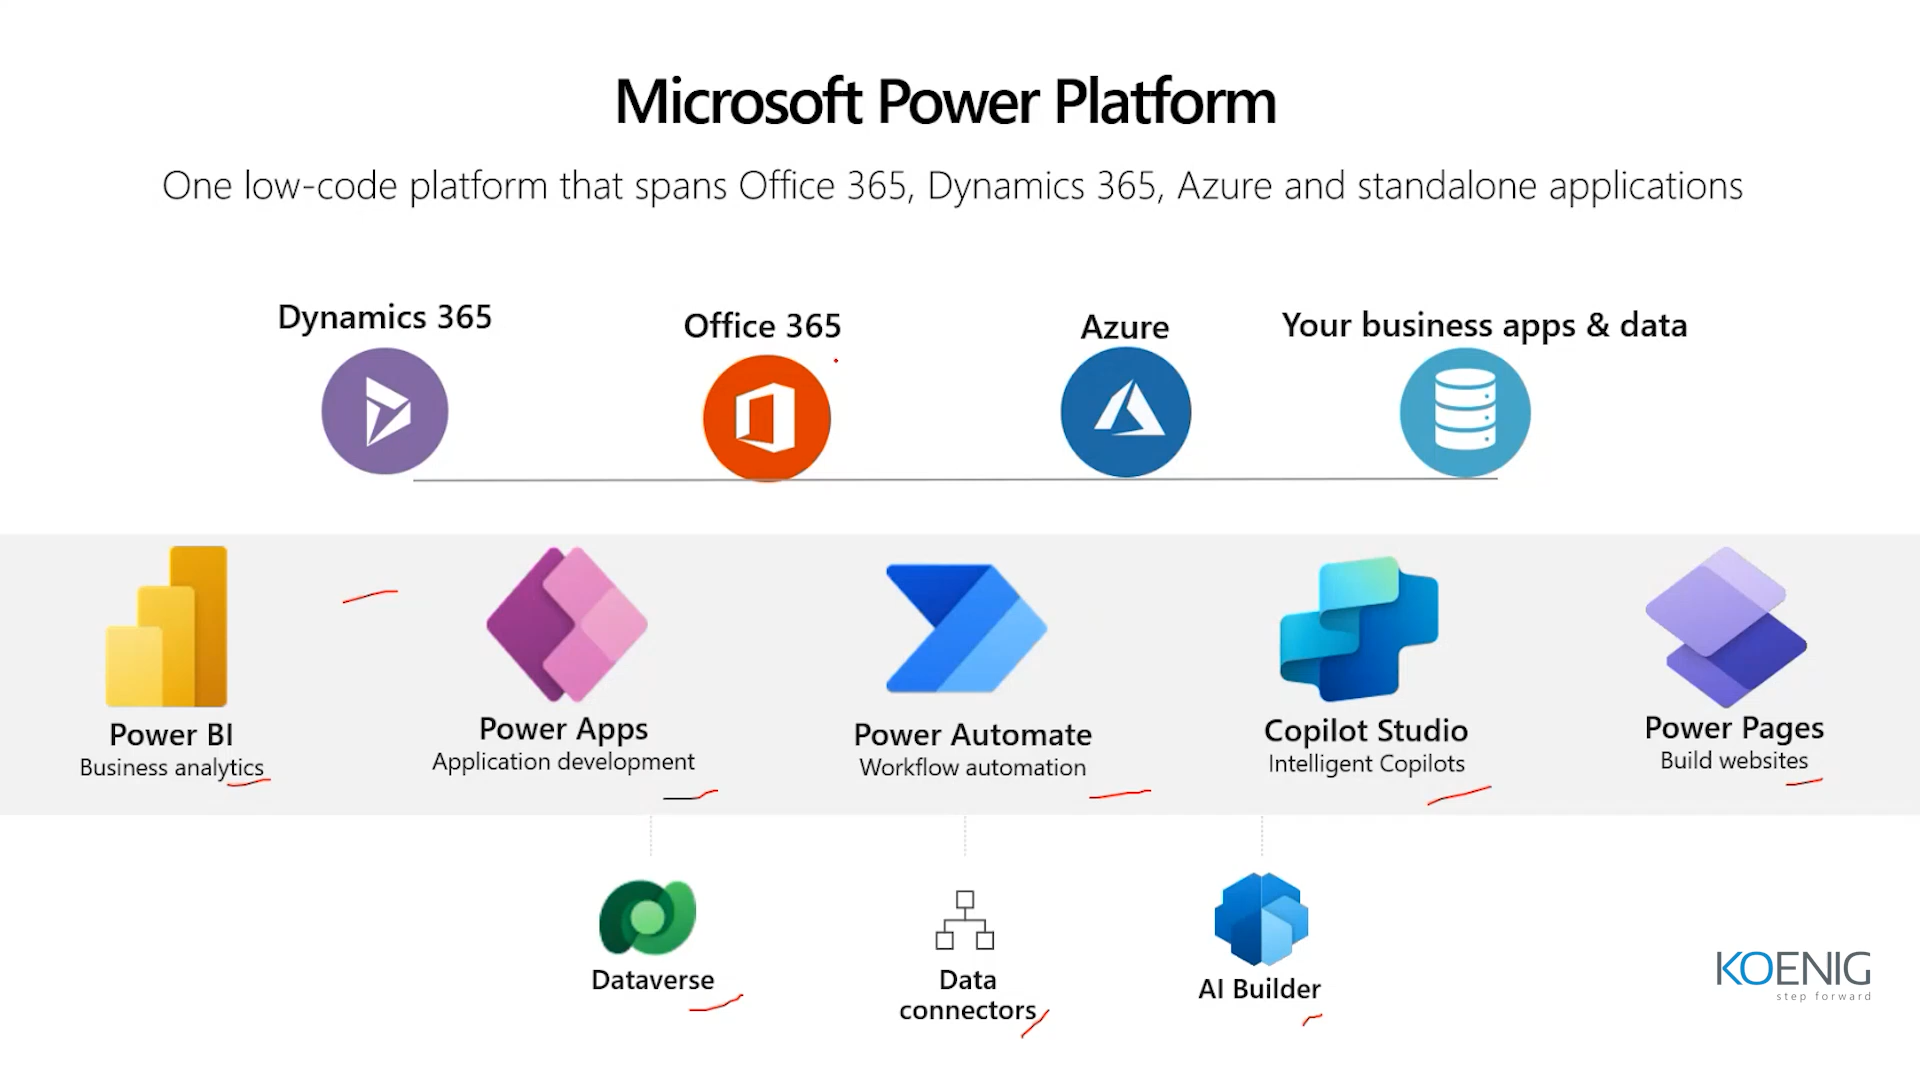 Microsoft Power Platform
One low-code platform that spans Office 365, Dynamics 365, Azure and standalone applications
Dynamics 365
Office 365
Azure
Your business apps & data
Power BI
Business analytics
Power Apps
Application development
Power Automate
Workflow automation
Copilot Studio
Intelligent Copilots
Power Pages
Build websites
Dataverse
Data
connectors
AI Builder
KOENIG
step forward